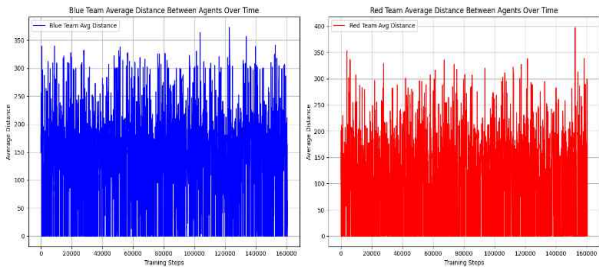 Blue Team Average Distance Between Agents Over Time
Blue Team Avg Distance
Average Distance
350
300
250
200
150
100
50
0
0 20000 40000 60000 80000 100000 120000 140000 160000
Training Steps
Red Team Average Distance Between Agents Over Time
Red Team Avg Distance
Average Distance
400
350
300
250
200
150
100
50
0
0 20000 40000 60000 80000 100000 120000 140000 160000
Training Steps